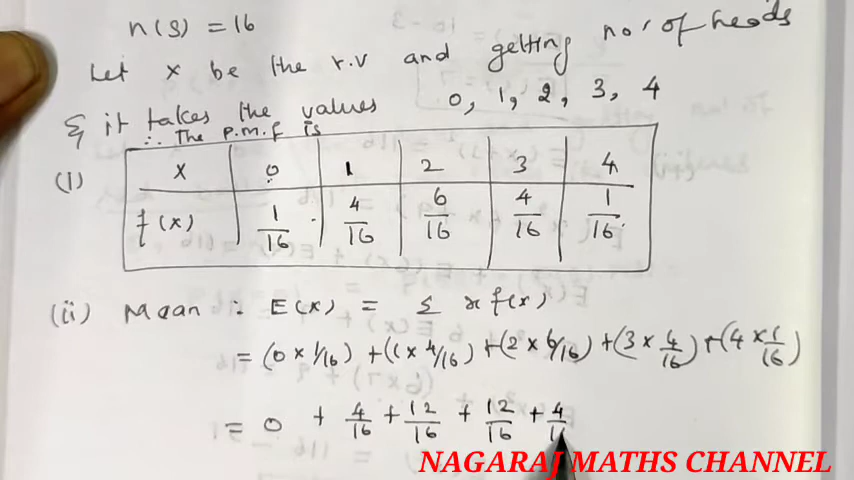 n(S) = 16
Let x be the r.v and getting no. of heads
& it takes the values 0, 1, 2, 3, 4
∴ The p.m.f is
(i) x 0 1 2 3 4
f(x) 1/16 4/16 6/16 4/16 1/16
(ii) Mean : E(x) = Σ x f(x)
= (0 × 1/16) + (1 × 4/16) + (2 × 6/16) + (3 × 4/16) + (4 × 1/16)
= 0 + 4/16 + 12/16 + 12/16 + 4/
NAGARAJ MATHS CHANNEL